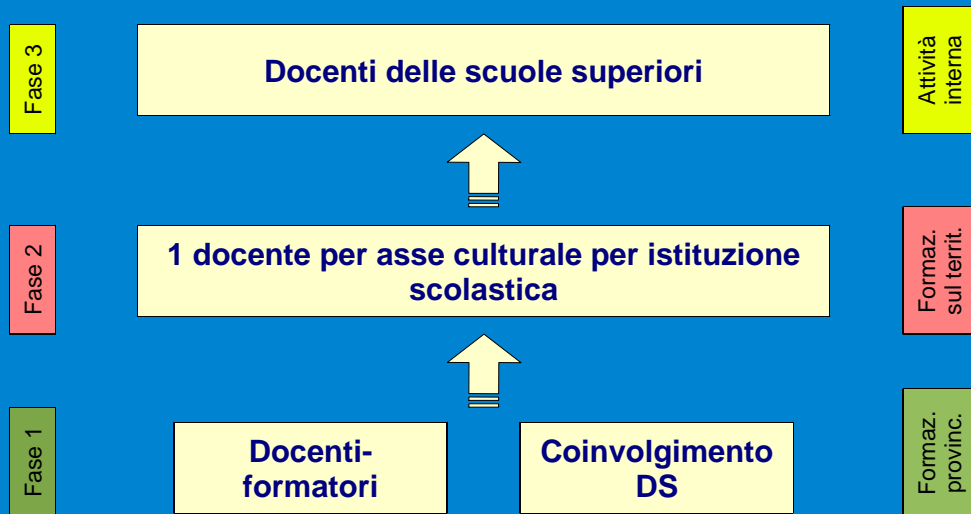 Fase 3
Docenti delle scuole superiori
Attività
interna
Fase 2
1 docente per asse culturale per istituzione
scolastica
Formaz.
sul territ.
Fase 1
Docenti-
formatori
Coinvolgimento
DS
Formaz.
provinc.